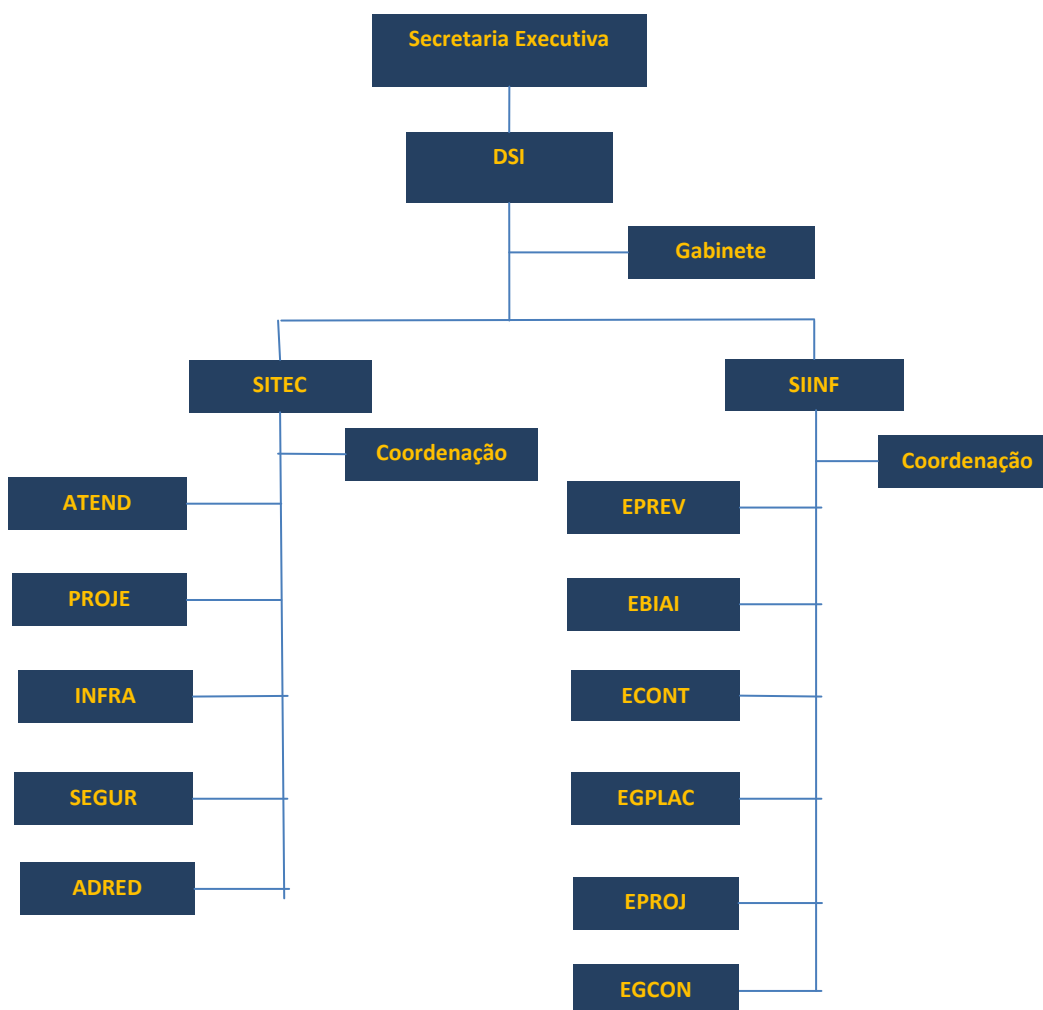 Secretaria Executiva
DSI
Gabinete
SITEC
SIINF
Coordenação
Coordenação
ATEND
EPREV
PROJE
EBIAI
INFRA
ECONT
SEGUR
EGPLAC
ADRED
EPROJ
EGCON